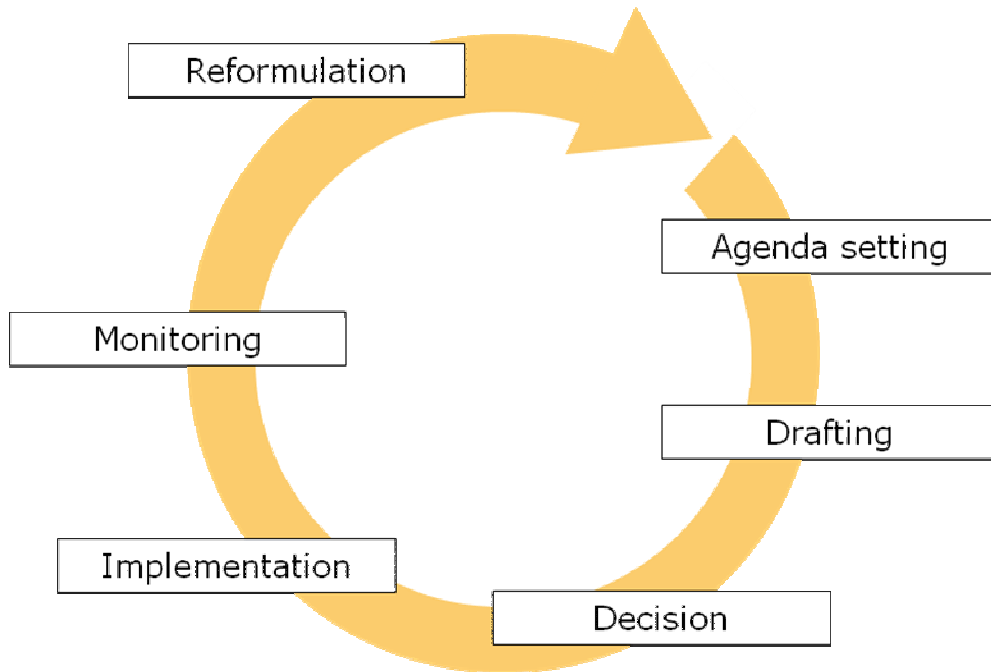 Reformulation
Agenda setting
Monitoring
Drafting
Implementation
Decision